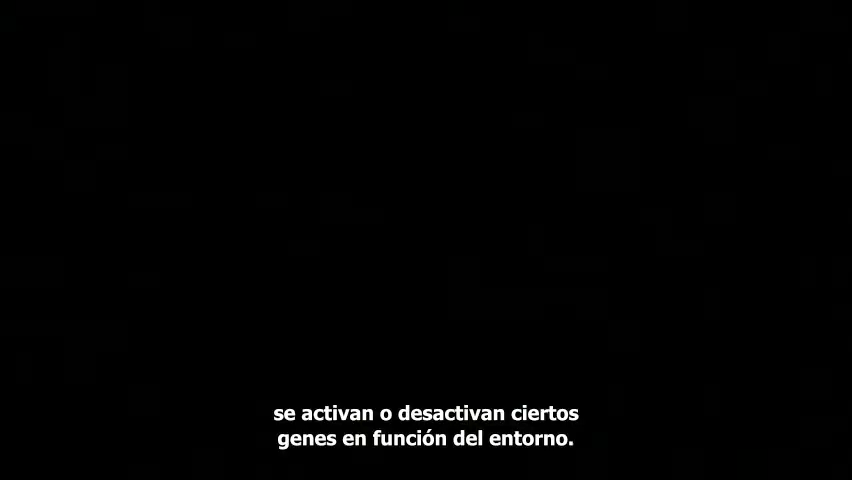 se activan o desactivan ciertos
genes en función del entorno.